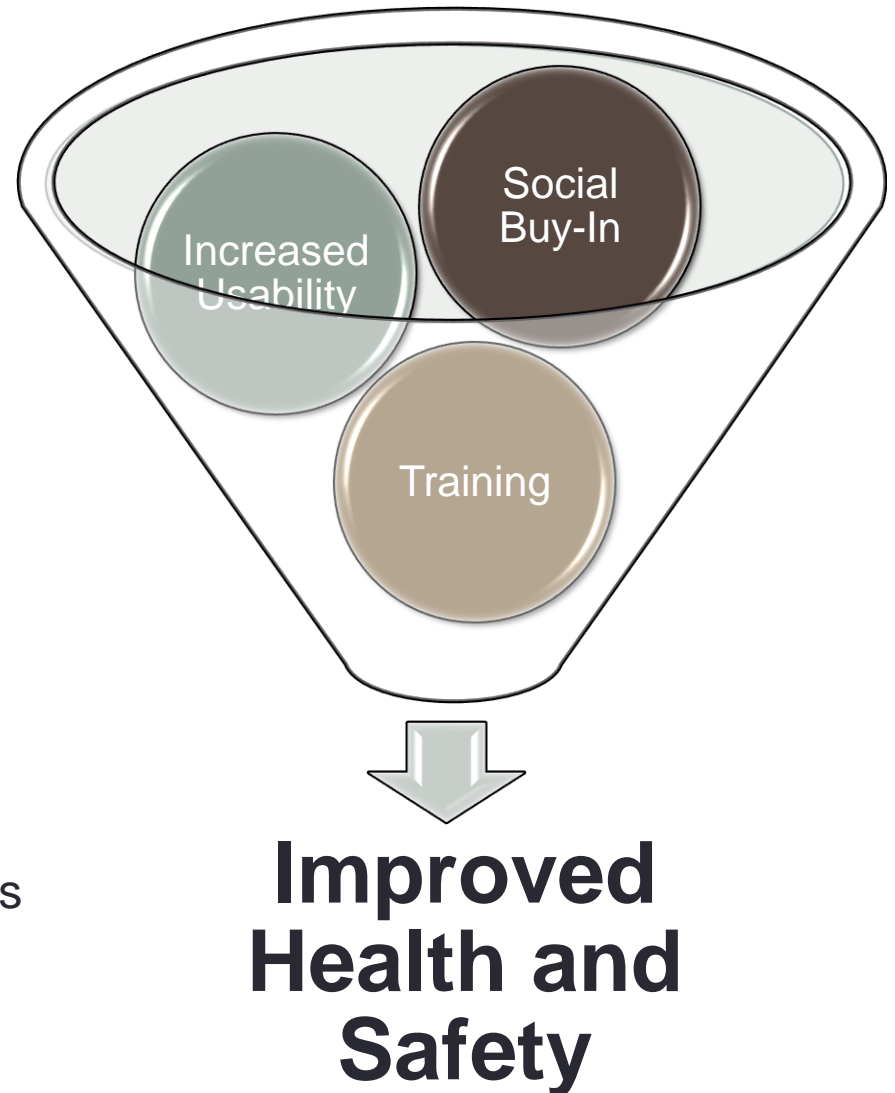 Social
Buy-In
Increased
Usability
Training
s
Improved
Health and
Safety